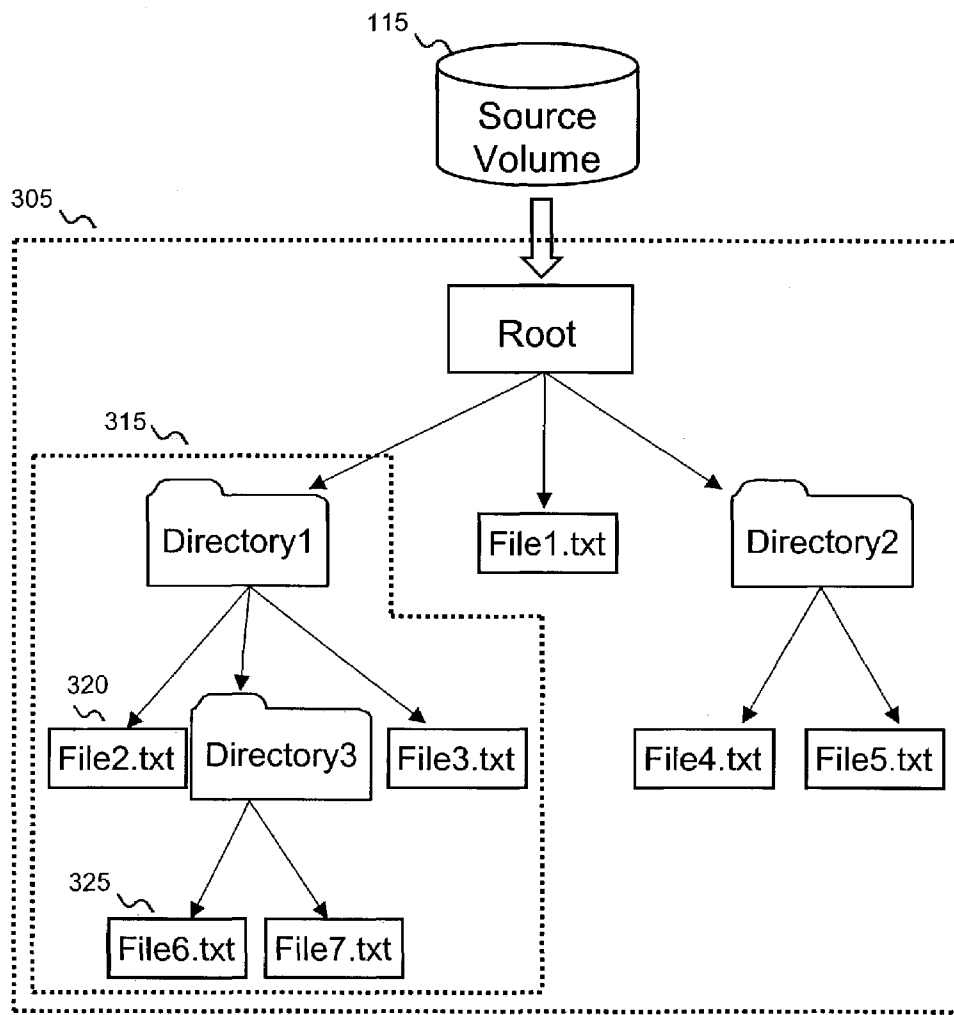 115
Source
Volume
305
Root
315
Directory1
File1.txt
Directory2
320
File2.txt
Directory3
File3.txt
File4.txt
File5.txt
325
File6.txt
File7.txt